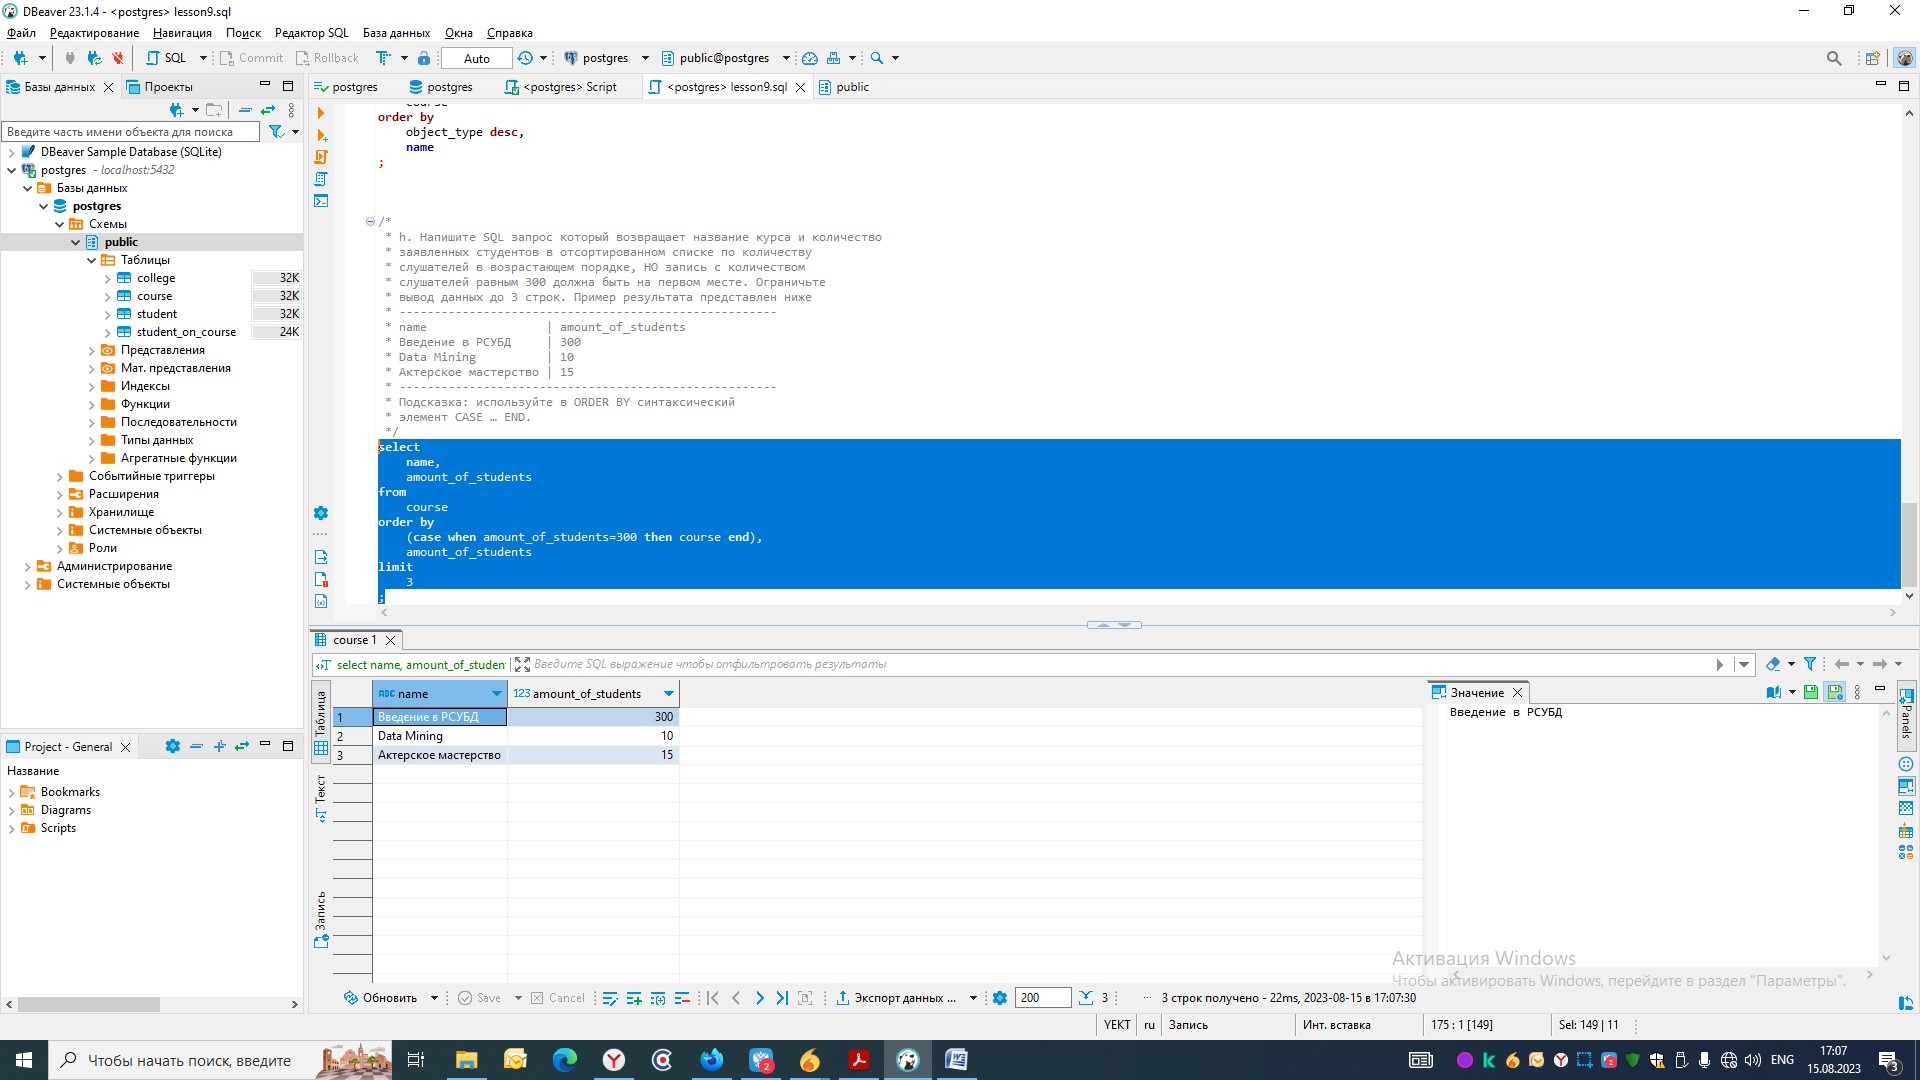 DBeaver 23.1.4 - <postgres> lesson9.sql
Файл Редактирование Навигация Поиск Редактор SQL База данных Окна Справка
SQL Commit Rollback Auto postgres public@postgres
Базы данных Проекты
postgres postgres <postgres> Script <postgres> lesson9.sql public
Введите часть имени объекта для поиска
DBeaver Sample Database (SQLite)
postgres - localhost:5432
Базы данных
postgres
Схемы
public
Таблицы
college 32K
course 32K
student 32K
student_on_course 24K
Представления
Мат. представления
Индексы
Функции
Последовательности
Типы данных
Агрегатные функции
Событийные триггеры
Расширения
Хранилище
Системные объекты
Роли
Администрирование
Системные объекты
Project - General
Название
Bookmarks
Diagrams
Scripts
course
order by
object_type desc,
name
;
/*
* h. Напишите SQL запрос который возвращает название курса и количество
* заявленных студентов в отсортированном списке по количеству
* слушателей в возрастающем порядке, НО запись с количеством
* слушателей равным 300 должна быть на первом месте. Ограничьте
* вывод данных до 3 строк. Пример результата представлен ниже
* ------------------------------------------------------
* name | amount_of_students
* Введение в РСУБД | 300
* Data Mining | 10
* Актерское мастерство | 15
* ------------------------------------------------------
* Подсказка: используйте в ORDER BY синтаксический
* элемент CASE … END.
*/
select
name,
amount_of_students
from
course
order by
(case when amount_of_students=300 then course end),
amount_of_students
limit
3
;
course 1
select name, amount_of_studen Введите SQL выражение чтобы отфильтровать результаты
Таблица
Текст
Запись
ABC name 123 amount_of_students
1 Введение в РСУБД 300
2 Data Mining 10
3 Актерское мастерство 15
Значение
Введение в РСУБД
Panels
Активация Windows
Чтобы активировать Windows, перейдите в раздел "Параметры".
Обновить Save Cancel Экспорт данных ... 200 3 3 строк получено - 22ms, 2023-08-15 в 17:07:30
YEKT ru Запись Инт. вставка 175 : 1 [149] Sel: 149 | 11
Чтобы начать поиск, введите
2
2
ENG
17:07
15.08.2023
3